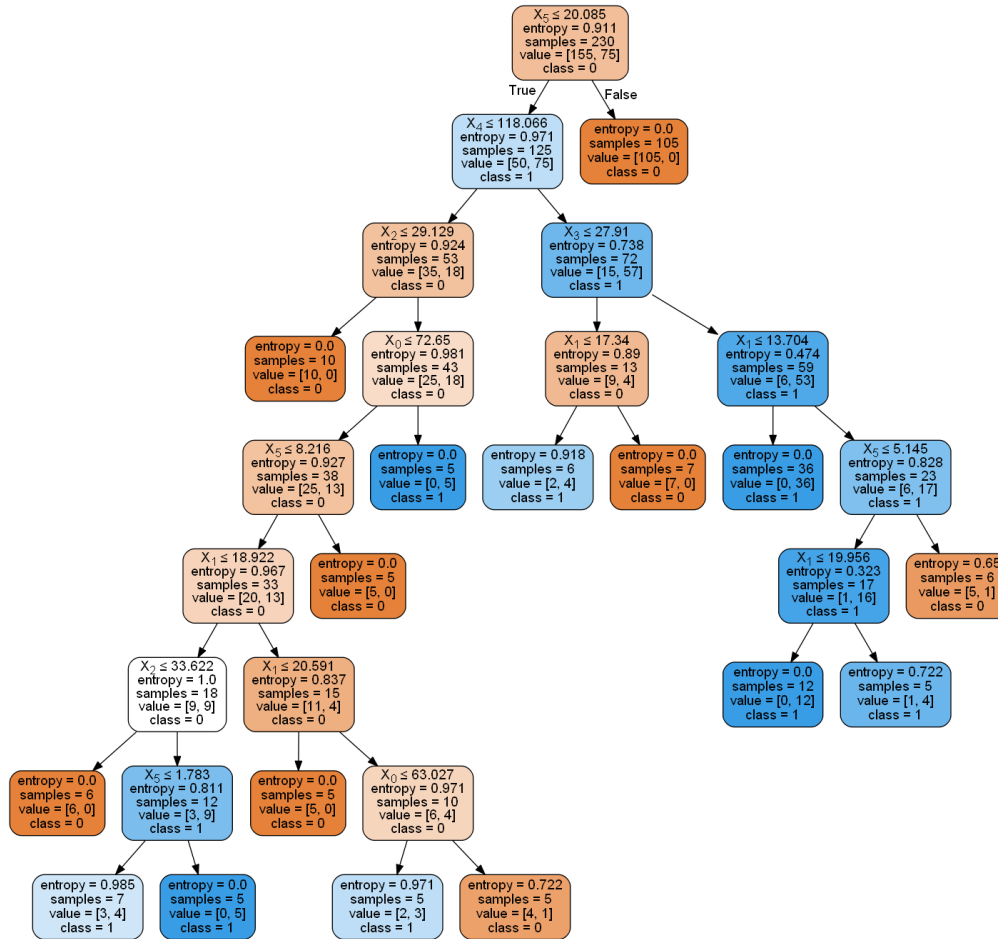 X5 ≤ 20.085
entropy = 0.911
samples = 230
value = [155, 75]
class = 0
True
False
X4 ≤ 118.066
entropy = 0.971
samples = 125
value = [50, 75]
class = 1
entropy = 0.0
samples = 105
value = [105, 0]
class = 0
X2 ≤ 29.129
entropy = 0.924
samples = 53
value = [35, 18]
class = 0
X3 ≤ 27.91
entropy = 0.738
samples = 72
value = [15, 57]
class = 1
entropy = 0.0
samples = 10
value = [10, 0]
class = 0
X0 ≤ 72.65
entropy = 0.981
samples = 43
value = [25, 18]
class = 0
X1 ≤ 17.34
entropy = 0.89
samples = 13
value = [9, 4]
class = 0
X1 ≤ 13.704
entropy = 0.474
samples = 59
value = [6, 53]
class = 1
X5 ≤ 8.216
entropy = 0.927
samples = 38
value = [25, 13]
class = 0
entropy = 0.0
samples = 5
value = [0, 5]
class = 1
entropy = 0.918
samples = 6
value = [2, 4]
class = 1
entropy = 0.0
samples = 7
value = [7, 0]
class = 0
entropy = 0.0
samples = 36
value = [0, 36]
class = 1
X5 ≤ 5.145
entropy = 0.828
samples = 23
value = [6, 17]
class = 1
X1 ≤ 18.922
entropy = 0.967
samples = 33
value = [20, 13]
class = 0
entropy = 0.0
samples = 5
value = [5, 0]
class = 0
X1 ≤ 19.956
entropy = 0.323
samples = 17
value = [1, 16]
class = 1
entropy = 0.65
samples = 6
value = [5, 1]
class = 0
X2 ≤ 33.622
entropy = 1.0
samples = 18
value = [9, 9]
class = 0
X1 ≤ 20.591
entropy = 0.837
samples = 15
value = [11, 4]
class = 0
entropy = 0.0
samples = 12
value = [0, 12]
class = 1
entropy = 0.722
samples = 5
value = [1, 4]
class = 1
entropy = 0.0
samples = 6
value = [6, 0]
class = 0
X5 ≤ 1.783
entropy = 0.811
samples = 12
value = [3, 9]
class = 1
entropy = 0.0
samples = 5
value = [5, 0]
class = 0
X0 ≤ 63.027
entropy = 0.971
samples = 10
value = [6, 4]
class = 0
entropy = 0.985
samples = 7
value = [3, 4]
class = 1
entropy = 0.0
samples = 5
value = [0, 5]
class = 1
entropy = 0.971
samples = 5
value = [2, 3]
class = 1
entropy = 0.722
samples = 5
value = [4, 1]
class = 0